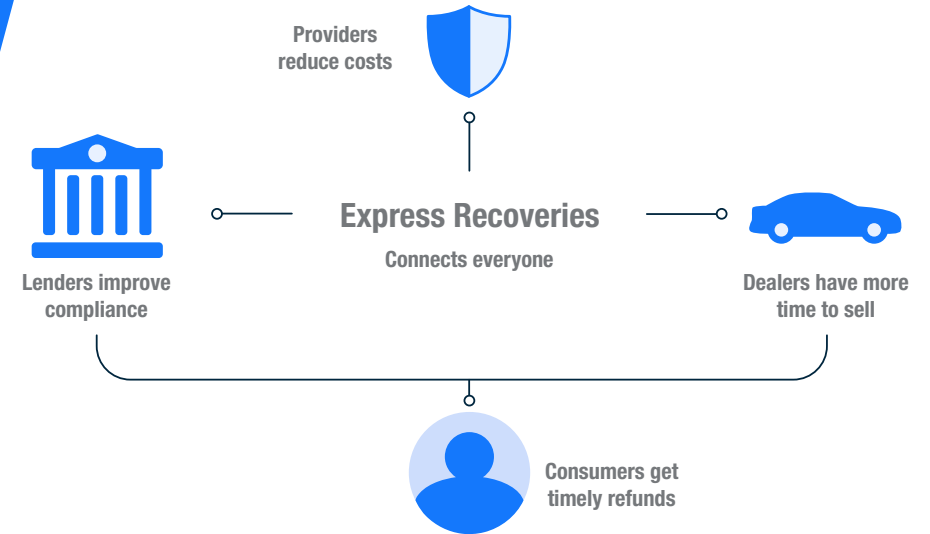 Providers
reduce costs
Express Recoveries
Connects everyone
Lenders improve
compliance
Dealers have more
time to sell
Consumers get
timely refunds